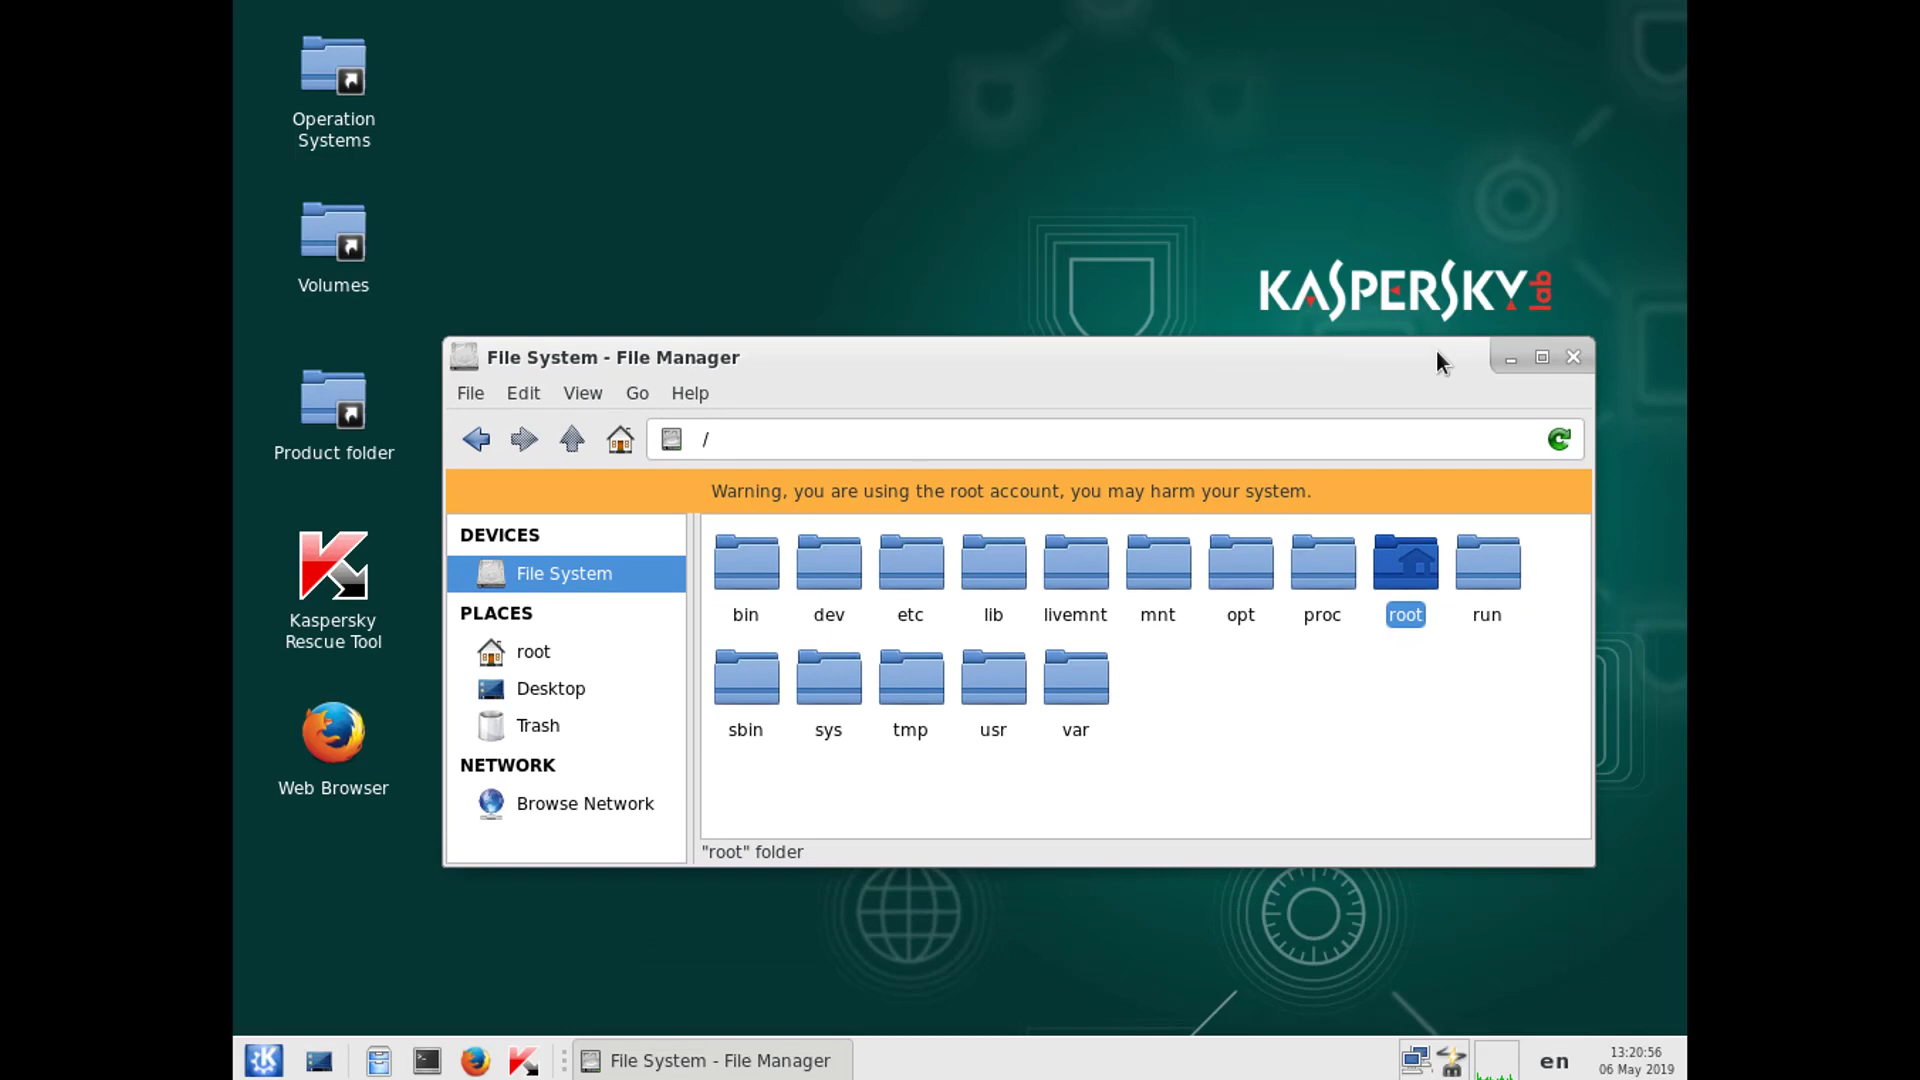 Operation
Systems
Volumes
Product folder
Kaspersky
Rescue Tool
Web Browser
KASPERSKY lab
File System - File Manager
File Edit View Go Help
/
Warning, you are using the root account, you may harm your system.
DEVICES
File System
PLACES
root
Desktop
Trash
NETWORK
Browse Network
bin dev etc lib livemnt mnt opt proc root run
sbin sys tmp usr var
"root" folder
File System - File Manager
en
13:20:56
06 May 2019